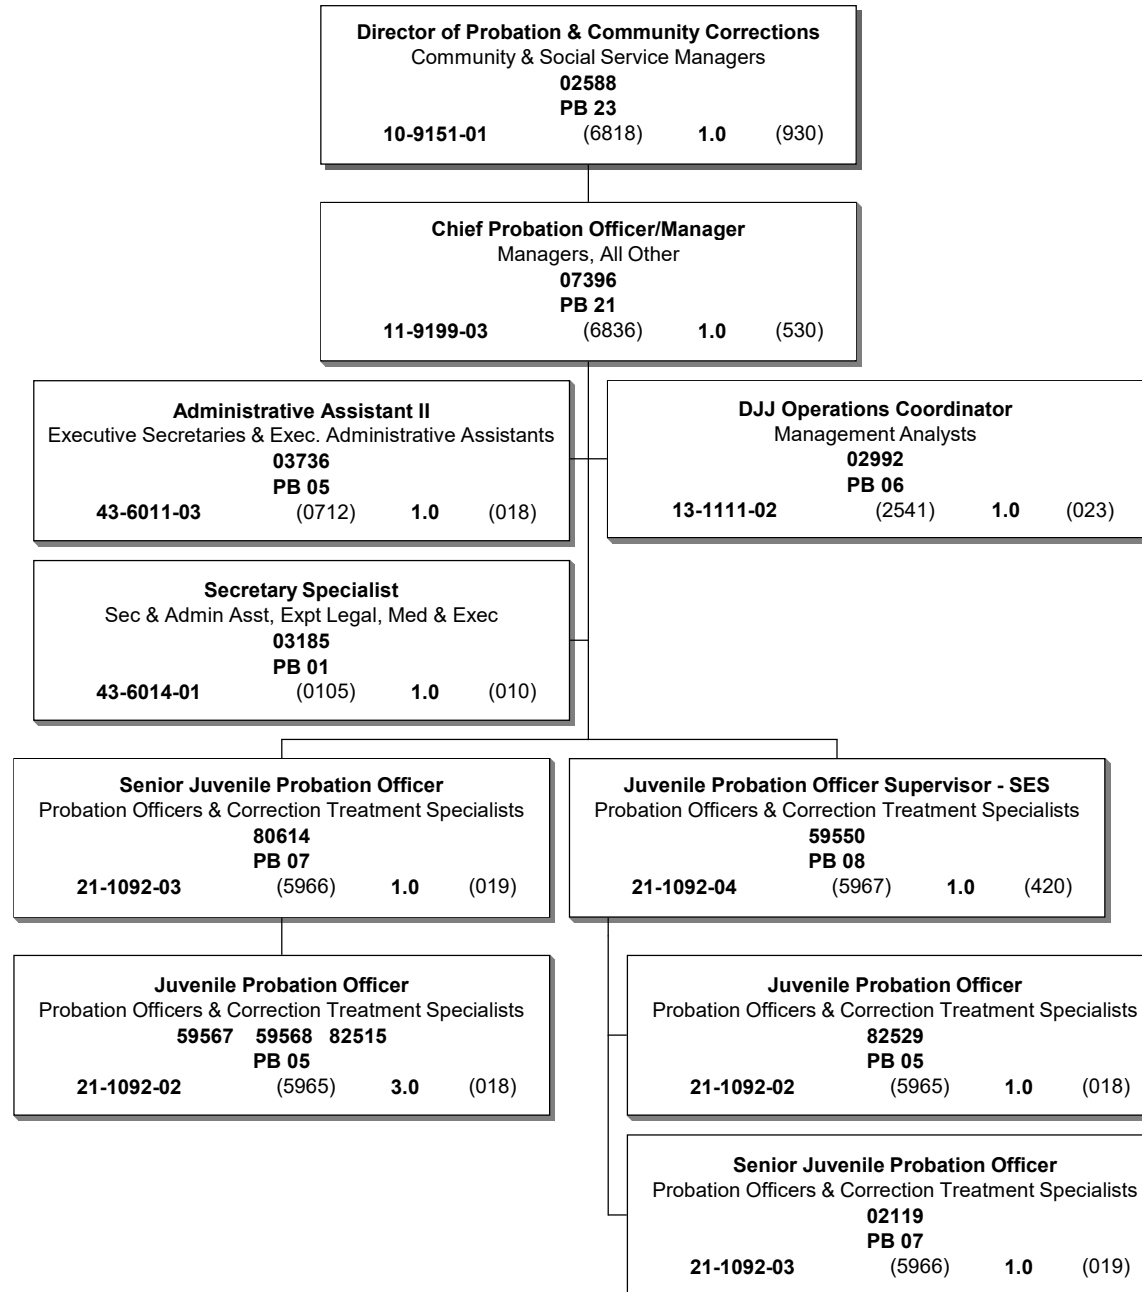 Director of Probation & Community Corrections
Community & Social Service Managers
02588
PB 23
10-9151-01 (6818) 1.0 (930)
Chief Probation Officer/Manager
Managers, All Other
07396
PB 21
11-9199-03 (6836) 1.0 (530)
Administrative Assistant II
Executive Secretaries & Exec. Administrative Assistants
03736
PB 05
43-6011-03 (0712) 1.0 (018)
DJJ Operations Coordinator
Management Analysts
02992
PB 06
13-1111-02 (2541) 1.0 (023)
Secretary Specialist
Sec & Admin Asst, Expt Legal, Med & Exec
03185
PB 01
43-6014-01 (0105) 1.0 (010)
Senior Juvenile Probation Officer
Probation Officers & Correction Treatment Specialists
80614
PB 07
21-1092-03 (5966) 1.0 (019)
Juvenile Probation Officer Supervisor - SES
Probation Officers & Correction Treatment Specialists
59550
PB 08
21-1092-04 (5967) 1.0 (420)
Juvenile Probation Officer
Probation Officers & Correction Treatment Specialists
59567 59568 82515
PB 05
21-1092-02 (5965) 3.0 (018)
Juvenile Probation Officer
Probation Officers & Correction Treatment Specialists
82529
PB 05
21-1092-02 (5965) 1.0 (018)
Senior Juvenile Probation Officer
Probation Officers & Correction Treatment Specialists
02119
PB 07
21-1092-03 (5966) 1.0 (019)